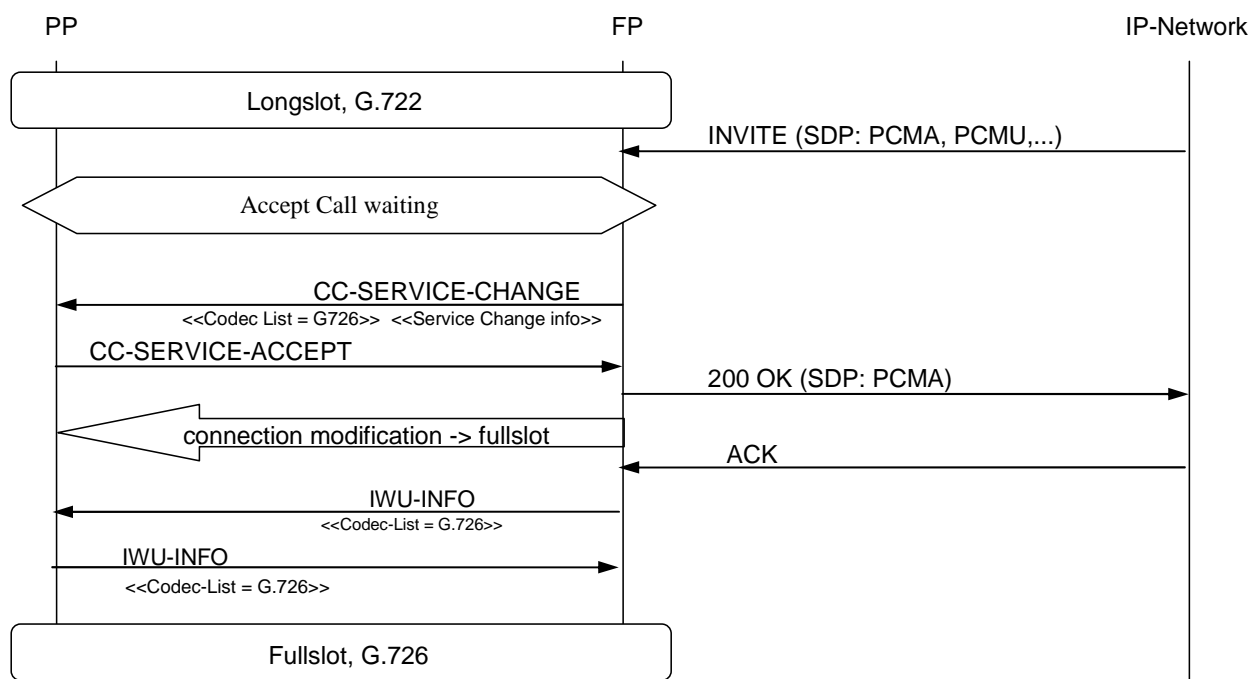 PP FP IP-Network
Longslot, G.722
INVITE (SDP: PCMA, PCMU,...)
Accept Call waiting
CC-SERVICE-CHANGE
<<Codec List = G726>> <<Service Change info>>
CC-SERVICE-ACCEPT
200 OK (SDP: PCMA)
connection modification -> fullslot
ACK
IWU-INFO
<<Codec-List = G.726>>
IWU-INFO
<<Codec-List = G.726>>
Fullslot, G.726